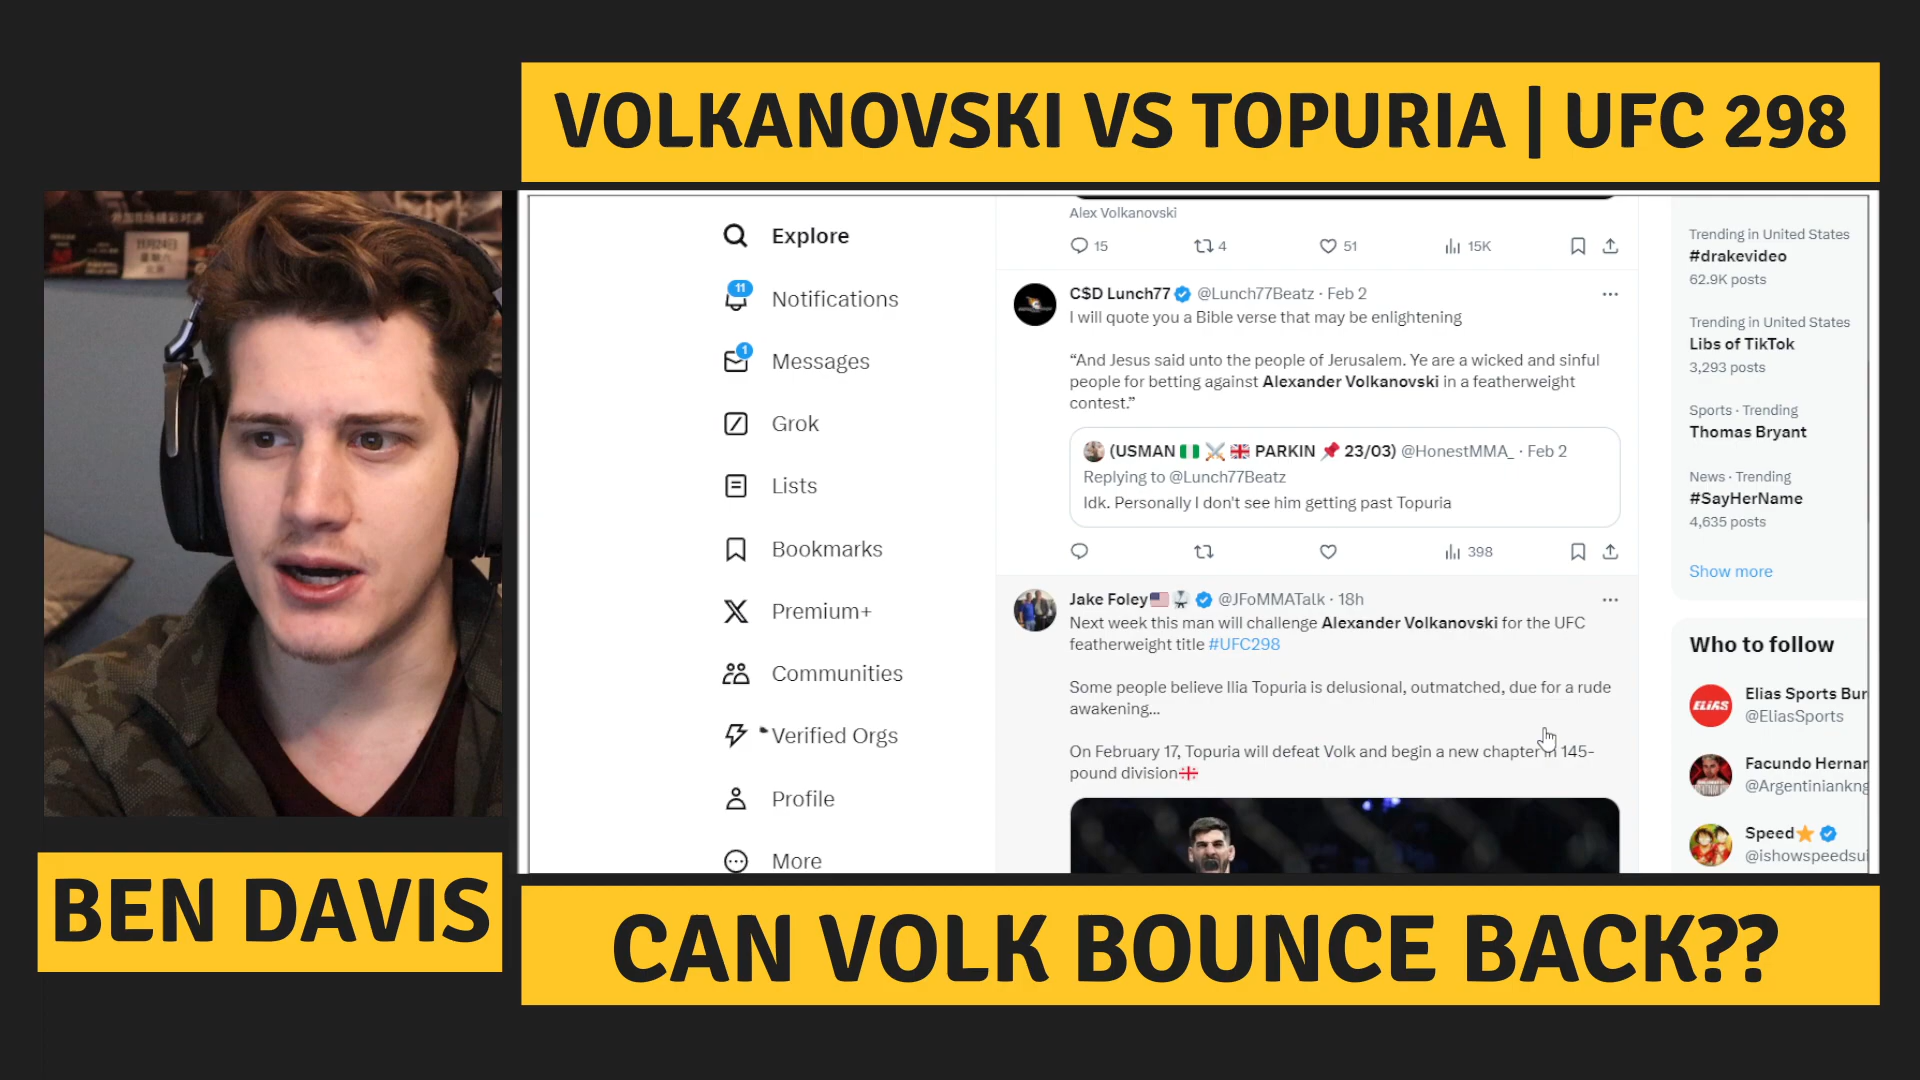 VOLKANOVSKI VS TOPURIA | UFC 298
Explore
11
Notifications
1
Messages
Grok
Lists
Bookmarks
Premium+
Communities
Verified Orgs
Profile
More
Alex Volkanovski
15
4
51
15K
C$D Lunch77 @Lunch77Beatz · Feb 2
I will quote you a Bible verse that may be enlightening
“And Jesus said unto the people of Jerusalem. Ye are a wicked and sinful
people for betting against Alexander Volkanovski in a featherweight
contest.”
(USMAN 🇳🇬 ⚔️ 🇬🇧 PARKIN 📌 23/03) @HonestMMA_ · Feb 2
Replying to @Lunch77Beatz
Idk. Personally I don't see him getting past Topuria
398
Jake Foley🇺🇸🥋 @JFoMMATalk · 18h
Next week this man will challenge Alexander Volkanovski for the UFC
featherweight title #UFC298
Some people believe Ilia Topuria is delusional, outmatched, due for a rude
awakening...
On February 17, Topuria will defeat Volk and begin a new chapter in 145-
pound division🇬🇪
Trending in United States
#drakevideo
62.9K posts
Trending in United States
Libs of TikTok
3,293 posts
Sports · Trending
Thomas Bryant
News · Trending
#SayHerName
4,635 posts
Show more
Who to follow
ELIAS
Elias Sports Bur
@EliasSports
Facundo Hernar
@Argentiniankng
Speed⭐
@ishowspeedsui
BEN DAVIS
CAN VOLK BOUNCE BACK??